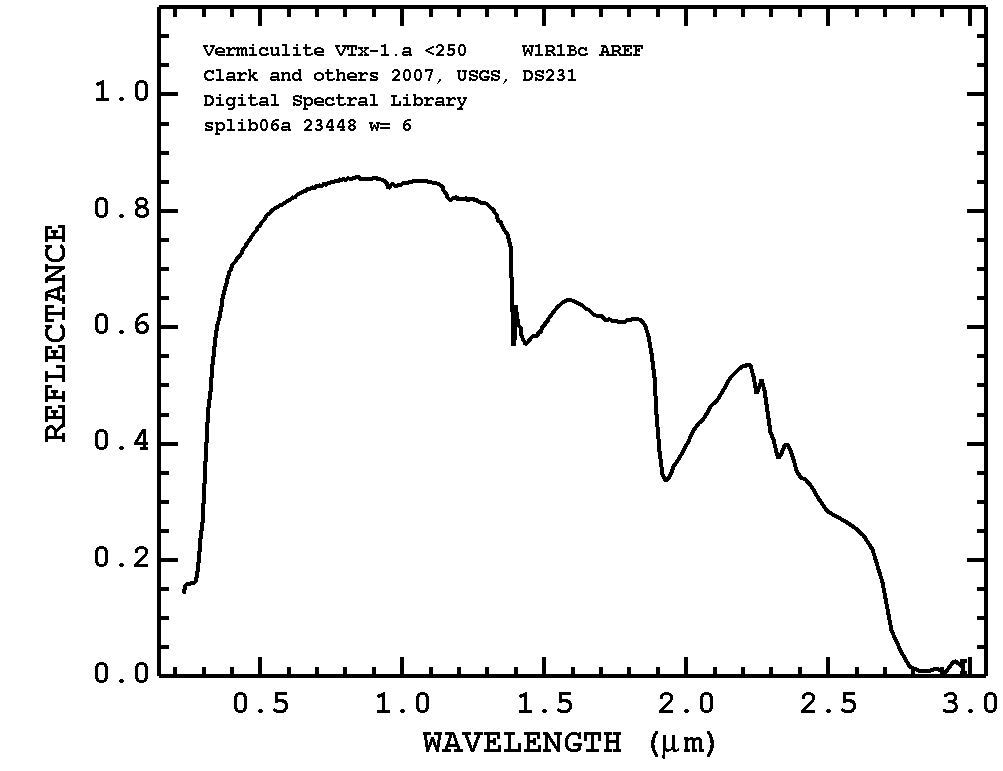 Vermiculite VTx-1.a <250 W1R1Bc AREF
Clark and others 2007, USGS, DS231
Digital Spectral Library
splib06a 23448 w= 6
REFLECTANCE
1.0
0.8
0.6
0.4
0.2
0.0
0.5 1.0 1.5 2.0 2.5 3.0
WAVELENGTH (μm)